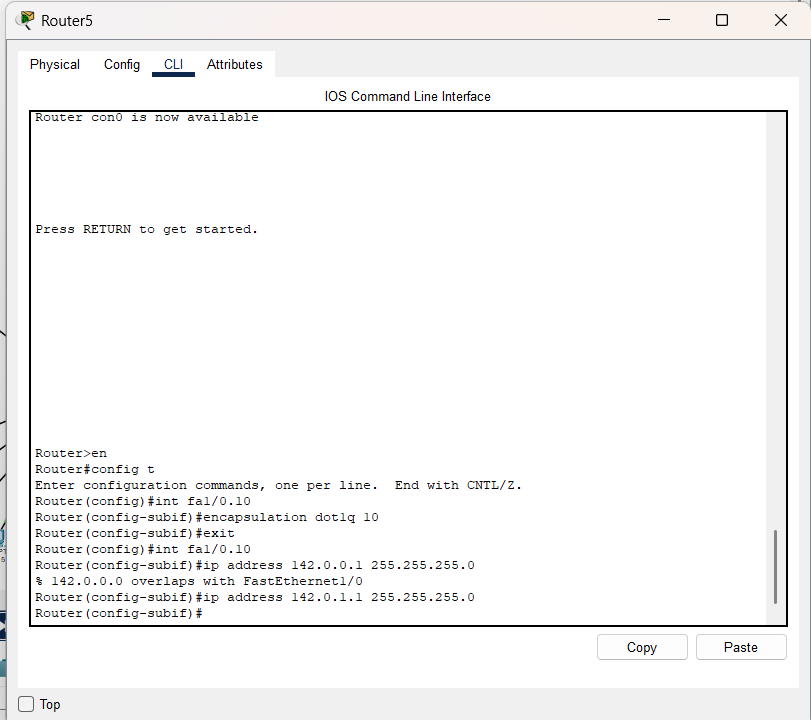 Router5
Physical Config CLI Attributes
IOS Command Line Interface
Router con0 is now available
Press RETURN to get started.
Router>en
Router#config t
Enter configuration commands, one per line.  End with CNTL/Z.
Router(config)#int fa1/0.10
Router(config-subif)#encapsulation dot1q 10
Router(config-subif)#exit
Router(config)#int fa1/0.10
Router(config-subif)#ip address 142.0.0.1 255.255.255.0
% 142.0.0.0 overlaps with FastEthernet1/0
Router(config-subif)#ip address 142.0.1.1 255.255.255.0
Router(config-subif)#
Copy Paste
Top